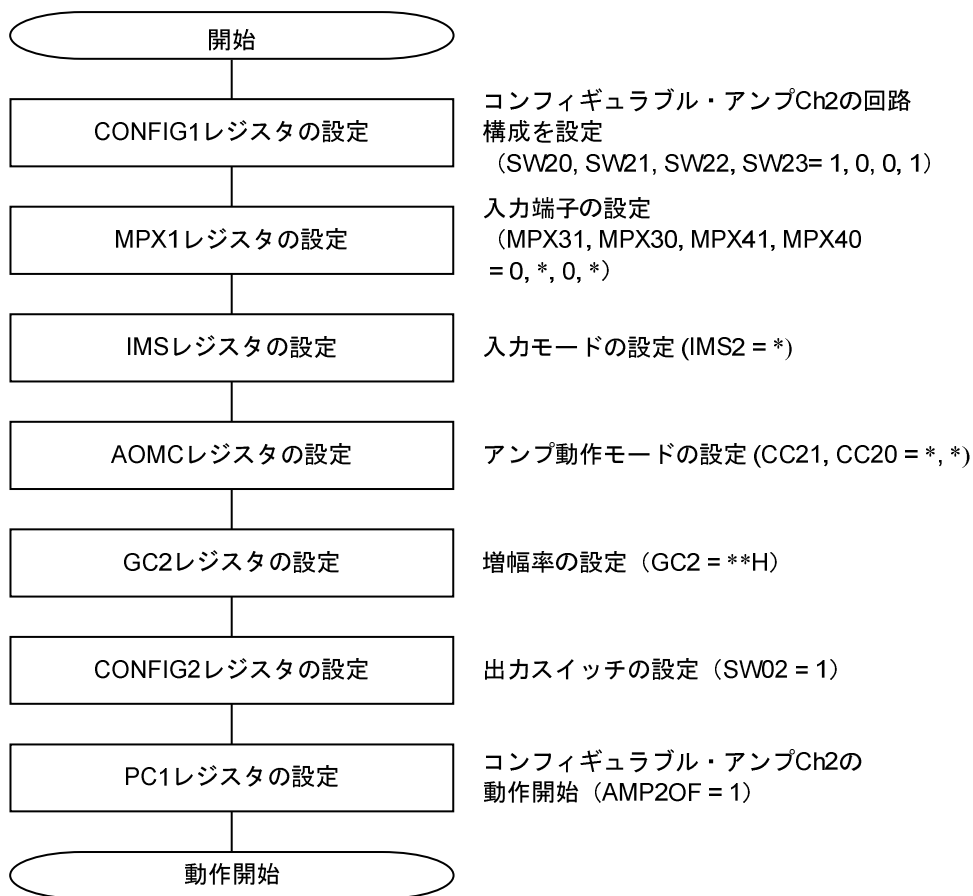 開始
CONFIG1レジスタの設定
コンフィギュラブル・アンプCh2の回路
構成を設定
（SW20, SW21, SW22, SW23= 1, 0, 0, 1）
MPX1レジスタの設定
入力端子の設定
（MPX31, MPX30, MPX41, MPX40
= 0, *, 0, *）
IMSレジスタの設定
入力モードの設定 (IMS2 = *)
AOMCレジスタの設定
アンプ動作モードの設定 (CC21, CC20 = *, *)
GC2レジスタの設定
増幅率の設定（GC2 = **H）
CONFIG2レジスタの設定
出力スイッチの設定（SW02 = 1）
PC1レジスタの設定
コンフィギュラブル・アンプCh2の
動作開始（AMP2OF = 1）
動作開始